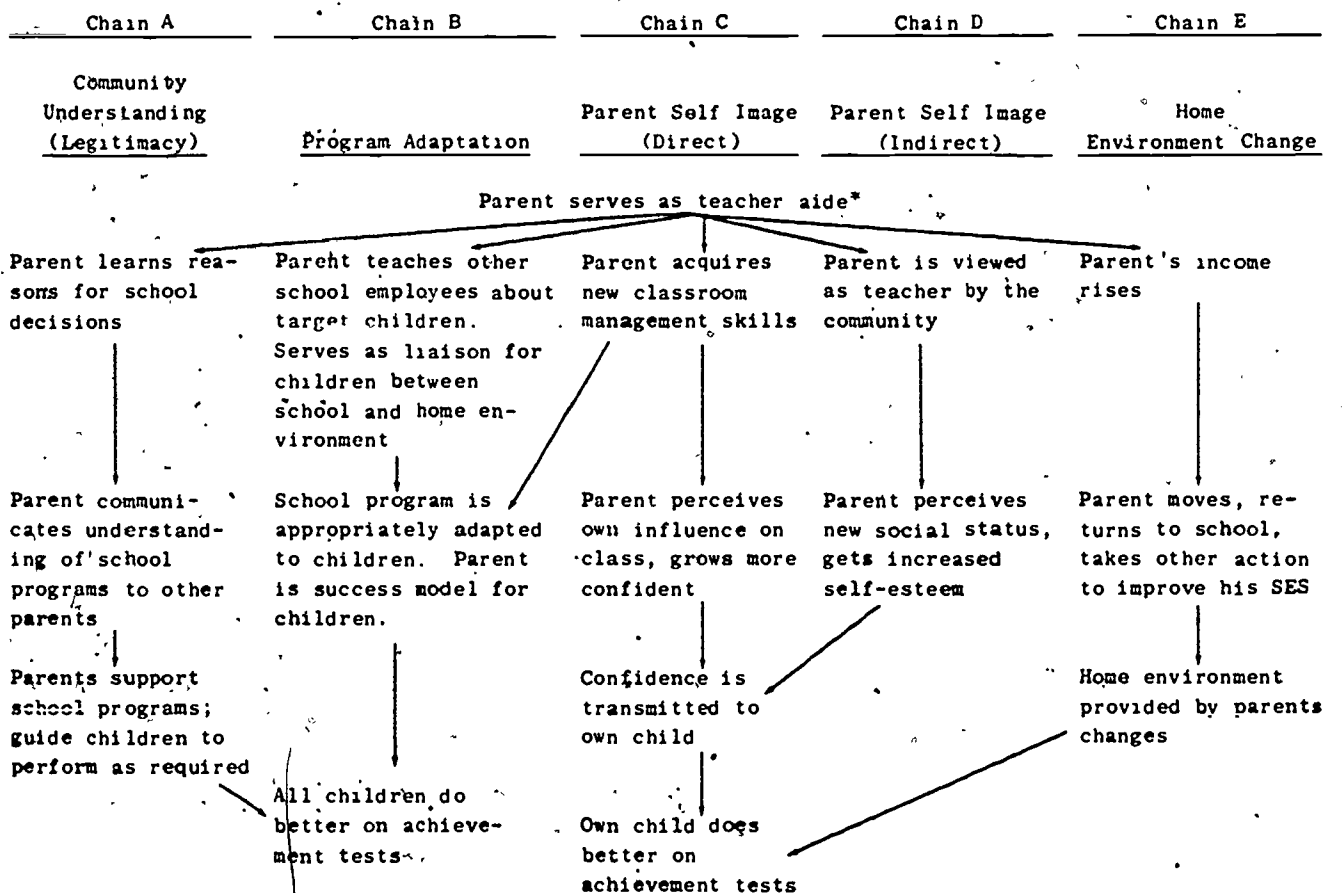 Chain A
Chain B
Chain C
Chain D
Chain E
Community
Understanding
(Legitimacy)
Program Adaptation
Parent Self Image
(Direct)
Parent Self Image
(Indirect)
Home
Environment Change
Parent serves as teacher aide*
Parent learns rea-
sons for school
decisions
Parent teaches other
school employees about
target children.
Serves as liaison for
children between
school and home en-
vironment
Parent acquires
new classroom
management skills
Parent is viewed
as teacher by the
community
Parent's income
rises
Parent communi-
cates understand-
ing of school
programs to other
parents
School program is
appropriately adapted
to children. Parent
is success model for
children.
Parent perceives
own influence on
class, grows more
confident
Parent perceives
new social status,
gets increased
self-esteem
Parent moves, re-
turns to school,
takes other action
to improve his SES
Parents support
school programs;
guide children to
perform as required
Confidence is
transmitted to
own child
Home environment
provided by parents
changes
All children do
better on achieve-
ment tests
Own child does
better on
achievement tests